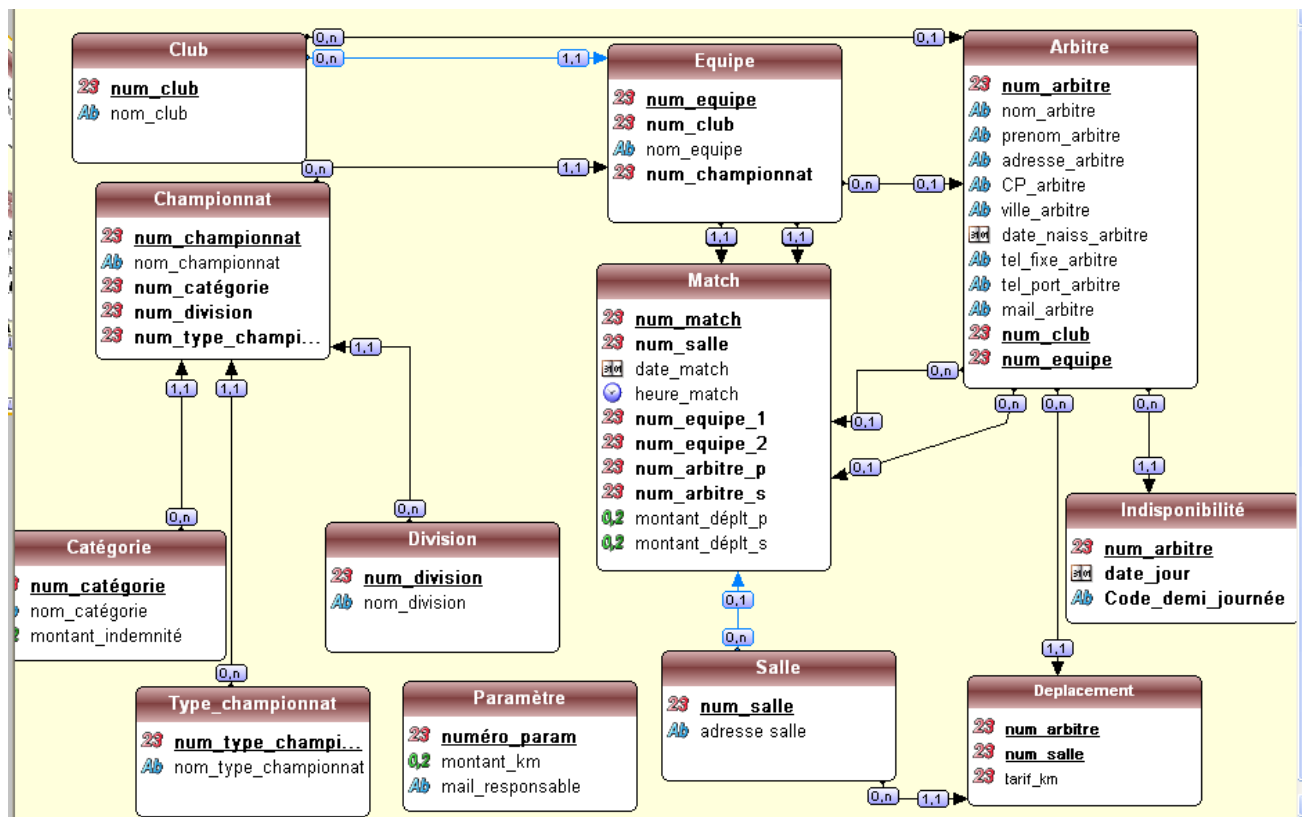 Club
num_club
nom_club
0,n
0,1
0,n
1,1
Equipe
num_equipe
num_club
nom_equipe
num_championnat
Arbitre
num_arbitre
nom_arbitre
prenom_arbitre
adresse_arbitre
CP_arbitre
ville_arbitre
date_naiss_arbitre
tel_fixe_arbitre
tel_port_arbitre
mail_arbitre
num_club
num_equipe
0,n
1,1
0,n
0,1
Championnat
num_championnat
nom_championnat
num_catégorie
num_division
num_type_champi...
1,1
1,1
Match
num_match
num_salle
date_match
heure_match
num_equipe_1
num_equipe_2
num_arbitre_p
num_arbitre_s
montant_déplt_p
montant_déplt_s
1,1
1,1
1,1
0,n
0,1
0,n
0,n
0,n
0,1
1,1
Indisponibilité
num_arbitre
date_jour
Code_demi_journée
0,n
0,n
Catégorie
num_catégorie
nom_catégorie
montant_indemnité
Division
num_division
nom_division
0,1
0,n
1,1
0,n
Type_championnat
num_type_champi...
nom_type_championnat
Paramètre
numéro_param
montant_km
mail_responsable
Salle
num_salle
adresse salle
0,n
1,1
Deplacement
num_arbitre
num_salle
tarif_km